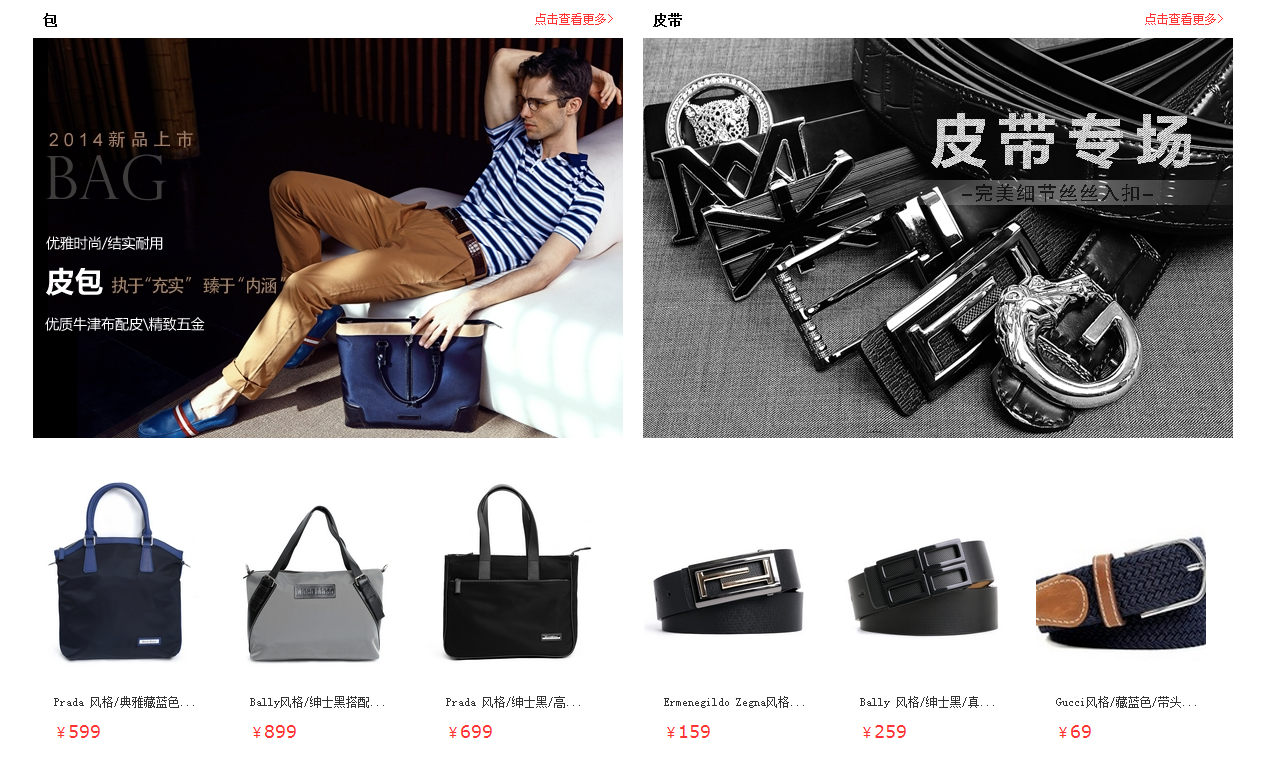 包
点击查看更多>
2014新品上市
BAG
优雅时尚/结实耐用
皮包 执于“充实” 臻于“内涵”
优质牛津布配皮\精致五金
Prada 风格/典雅藏蓝色...
¥599
Bally风格/绅士黑搭配...
¥899
Prada 风格/绅士黑/高...
¥699
皮带
点击查看更多>
皮带专场
-完美细节丝丝入扣-
Ermenegildo Zegna风格...
¥159
Bally 风格/绅士黑/真...
¥259
Gucci风格/藏蓝色/带头...
¥69